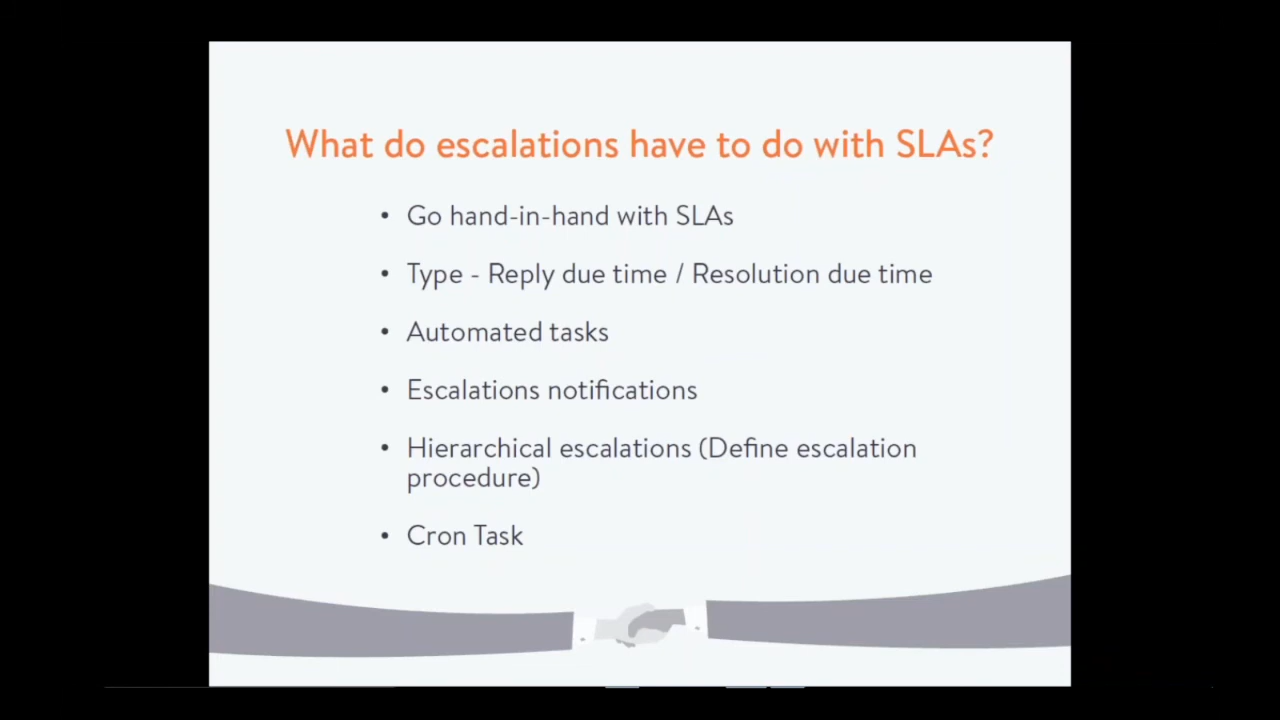 What do escalations have to do with SLAs?
• Go hand-in-hand with SLAs
• Type - Reply due time / Resolution due time
• Automated tasks
• Escalations notifications
• Hierarchical escalations (Define escalation
procedure)
• Cron Task